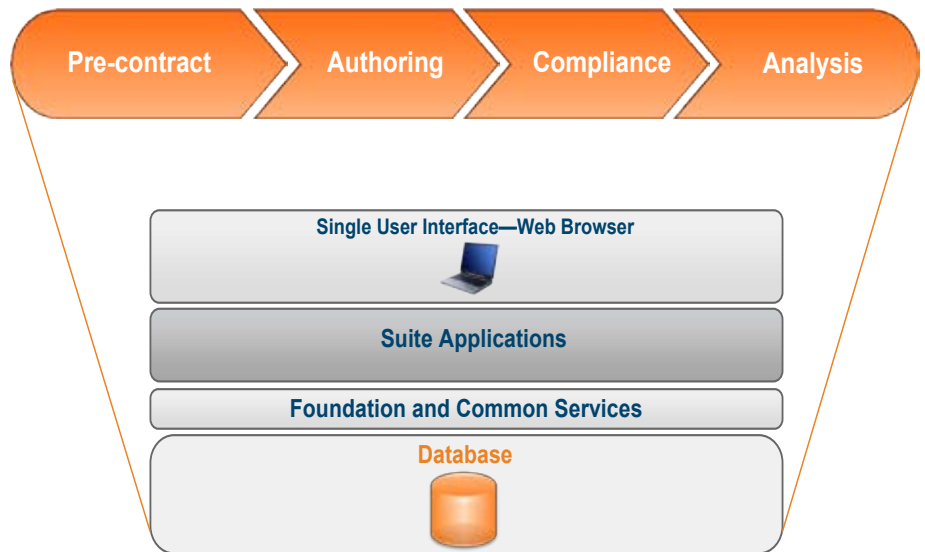 Pre-contract
Authoring
Compliance
Analysis
Single User Interface—Web Browser
Suite Applications
Foundation and Common Services
Database